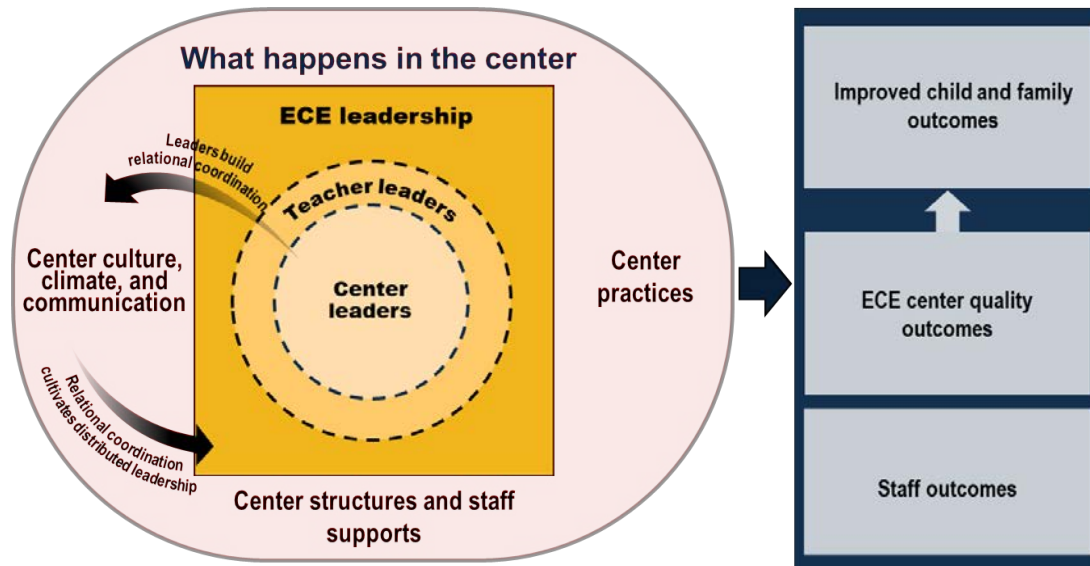 What happens in the center
ECE leadership
Leaders build
relational coordination
Teacher leaders
Center
leaders
Center culture,
climate, and
communication
Relational coordination
cultivates distributed leadership
Center structures and staff
supports
Center
practices
Improved child and family
outcomes
ECE center quality
outcomes
Staff outcomes